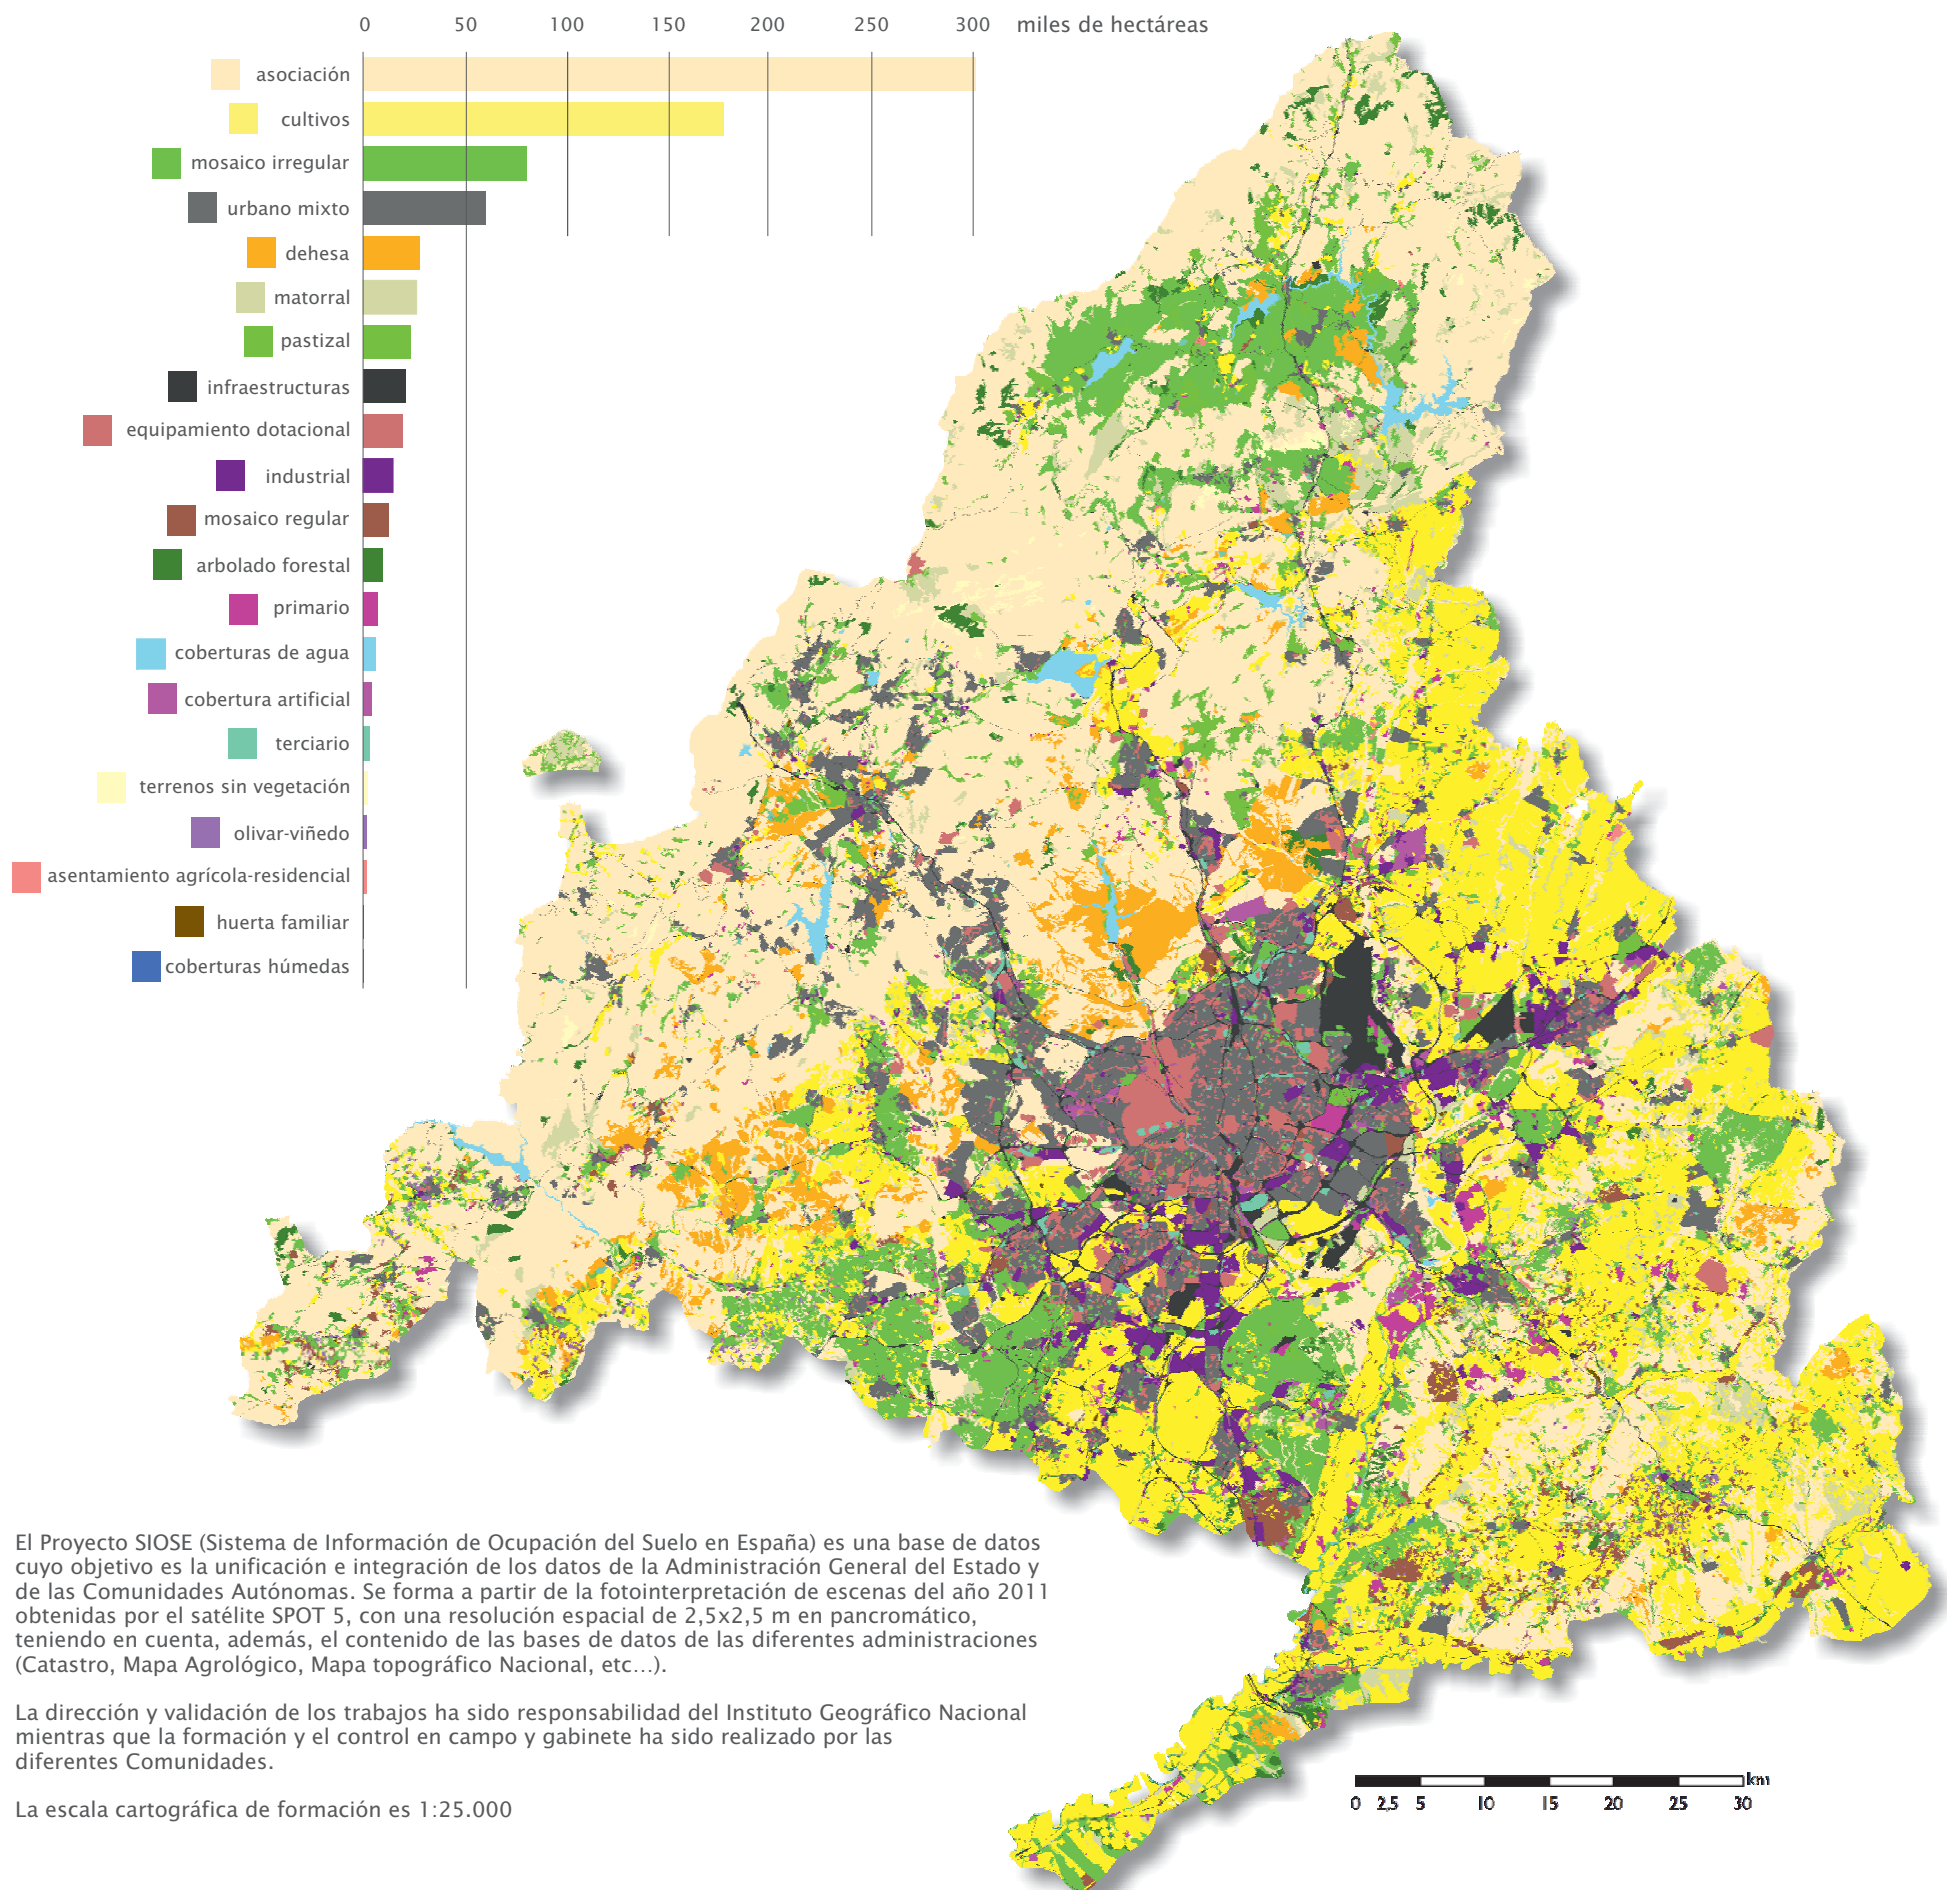 0 50 100 150 200 250 300 miles de hectáreas
asociación
cultivos
mosaico irregular
urbano mixto
dehesa
matorral
pastizal
infraestructuras
equipamiento dotacional
industrial
mosaico regular
arbolado forestal
primario
coberturas de agua
cobertura artificial
terciario
terrenos sin vegetación
olivar-viñedo
asentamiento agrícola-residencial
huerta familiar
coberturas húmedas
El Proyecto SIOSE (Sistema de Información de Ocupación del Suelo en España) es una base de datos
cuyo objetivo es la unificación e integración de los datos de la Administración General del Estado y
de las Comunidades Autónomas. Se forma a partir de la fotointerpretación de escenas del año 2011
obtenidas por el satélite SPOT 5, con una resolución espacial de 2,5x2,5 m en pancromático,
teniendo en cuenta, además, el contenido de las bases de datos de las diferentes administraciones
(Catastro, Mapa Agrológico, Mapa topográfico Nacional, etc...).
La dirección y validación de los trabajos ha sido responsabilidad del Instituto Geográfico Nacional
mientras que la formación y el control en campo y gabinete ha sido realizado por las
diferentes Comunidades.
La escala cartográfica de formación es 1:25.000
km
0 2,5 5 10 15 20 25 30